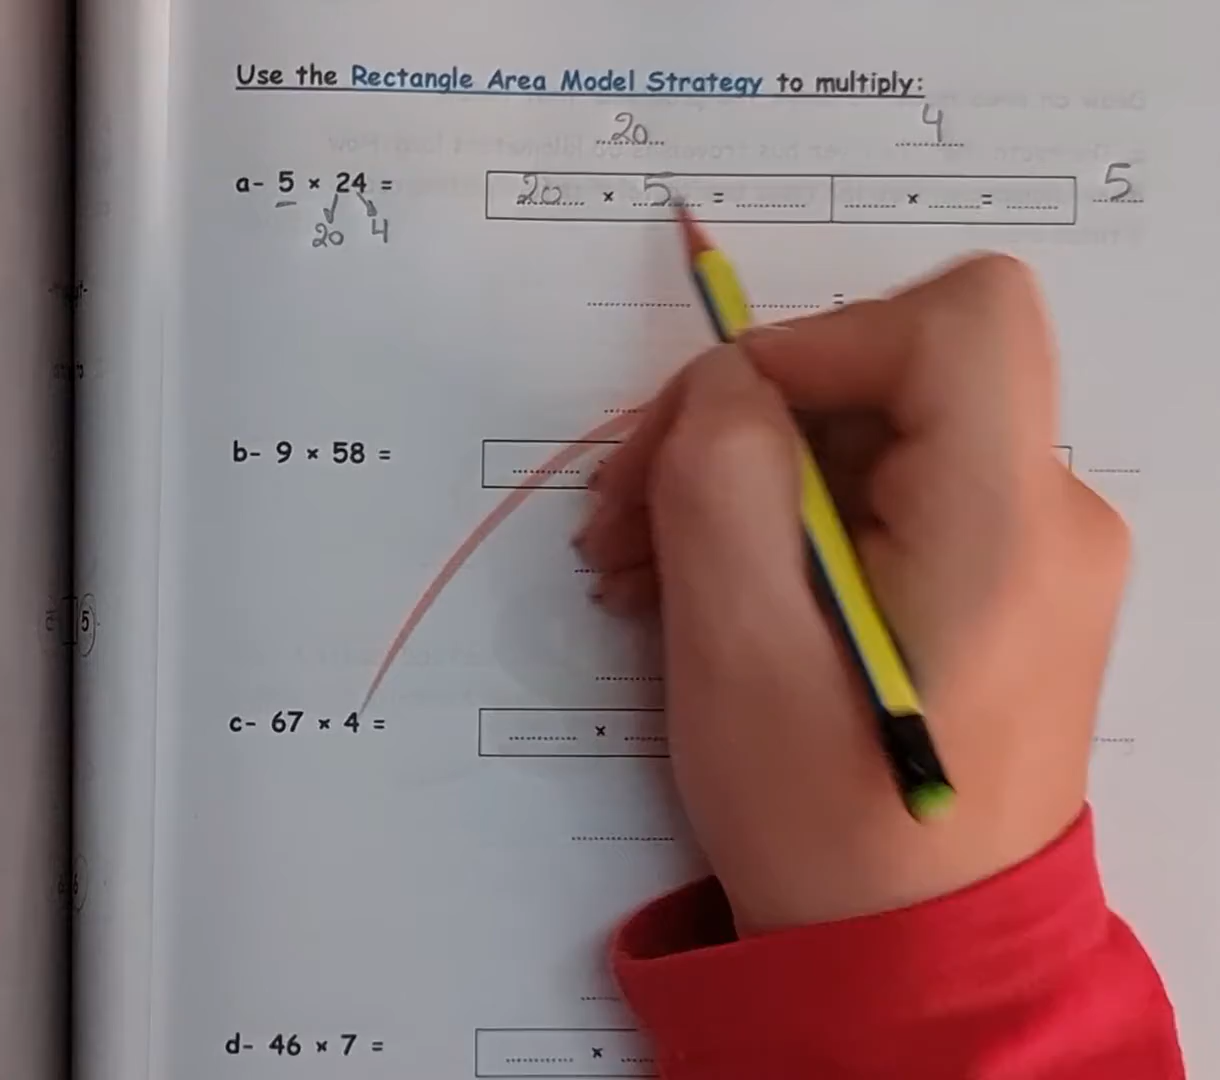 Use the Rectangle Area Model Strategy to multiply:
20 4
a- 5 × 24 = 20 × 5 = × = 5
20 4
=
b- 9 × 58 =
c- 67 × 4 = ×
d- 46 × 7 = ×